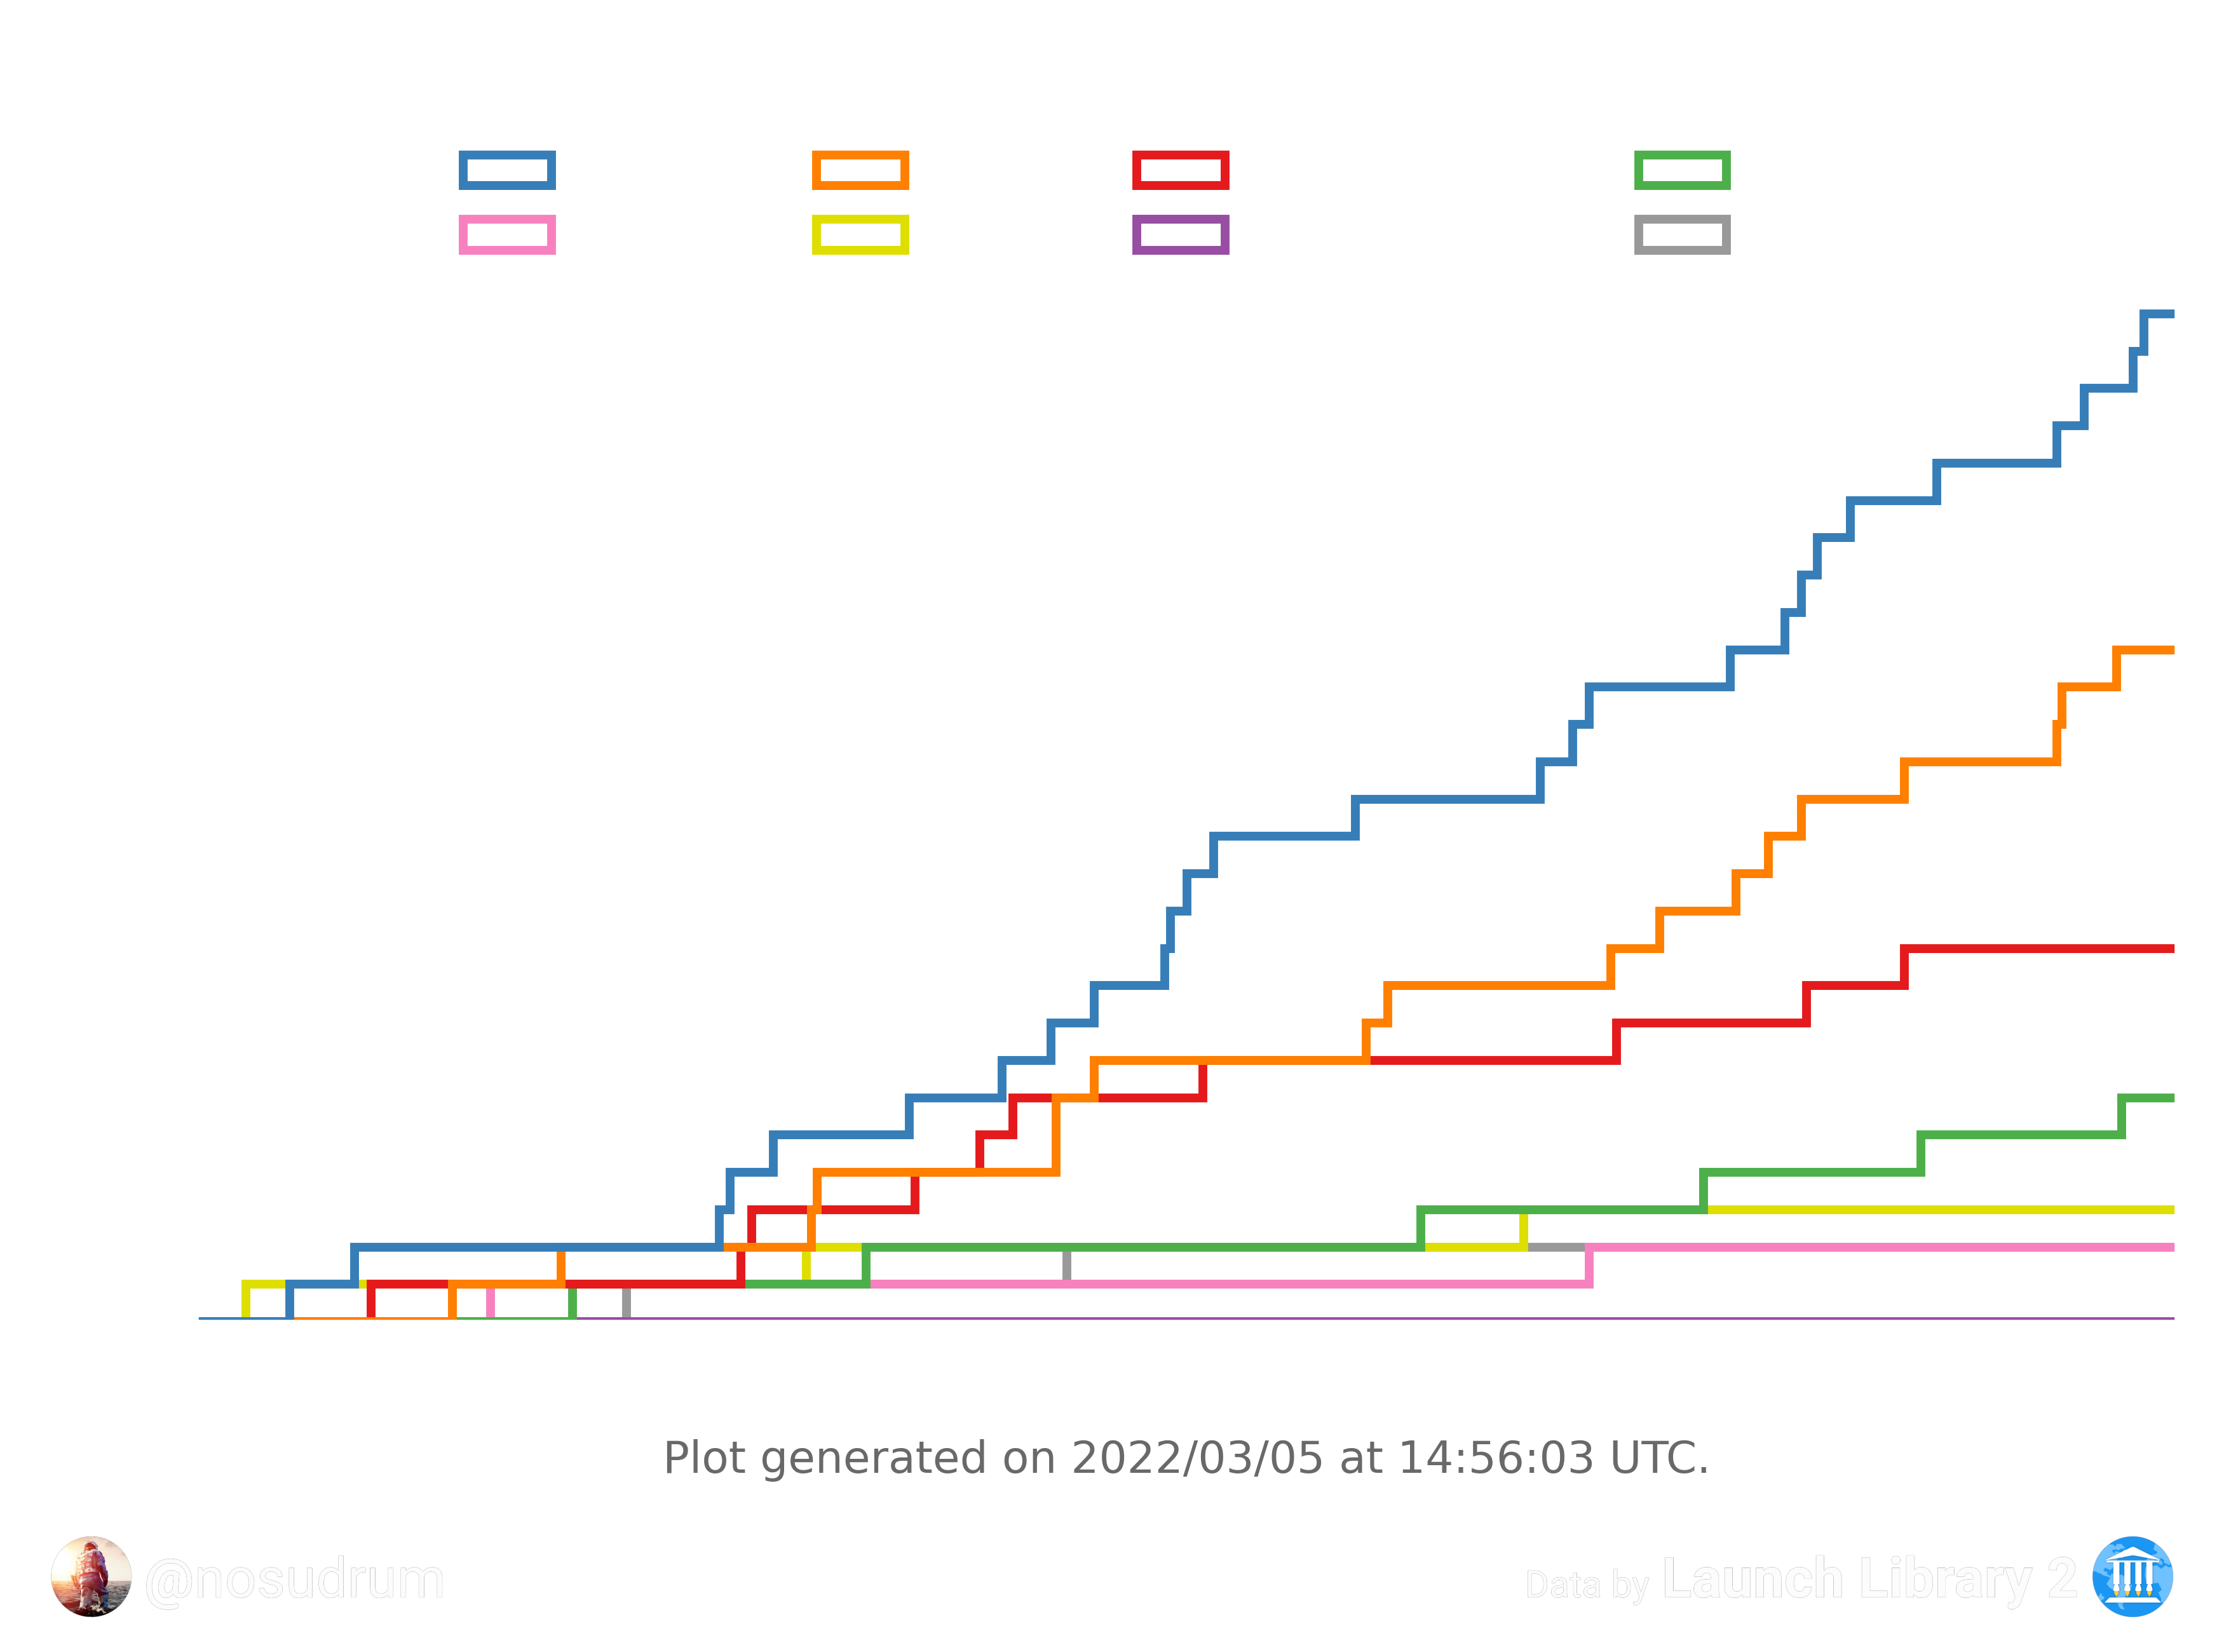 Plot generated on 2022/03/05 at 14:56:03 UTC.
@nosudrum
Data by Launch Library 2